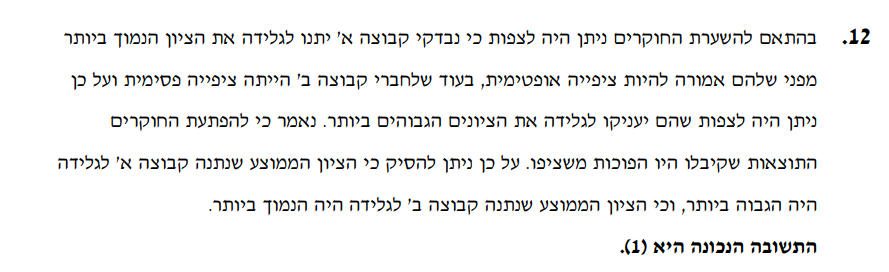 12. בהתאם להשערת החוקרים ניתן היה לצפות כי נבדקי קבוצה א' יתנו לגלידה את הציון הנמוך ביותר
מפני שלהם אמורה להיות ציפייה אופטימית, בעוד שלחברי קבוצה ב' הייתה ציפייה פסימית ועל כן
ניתן היה לצפות שהם יעניקו לגלידה את הציונים הגבוהים ביותר. נאמר כי להפתעת החוקרים
התוצאות שקיבלו היו הפוכות משציפו. על כן ניתן להסיק כי הציון הממוצע שנתנה קבוצה א' לגלידה
היה הגבוה ביותר, וכי הציון הממוצע שנתנה קבוצה ב' לגלידה היה הנמוך ביותר.
התשובה הנכונה היא (1).